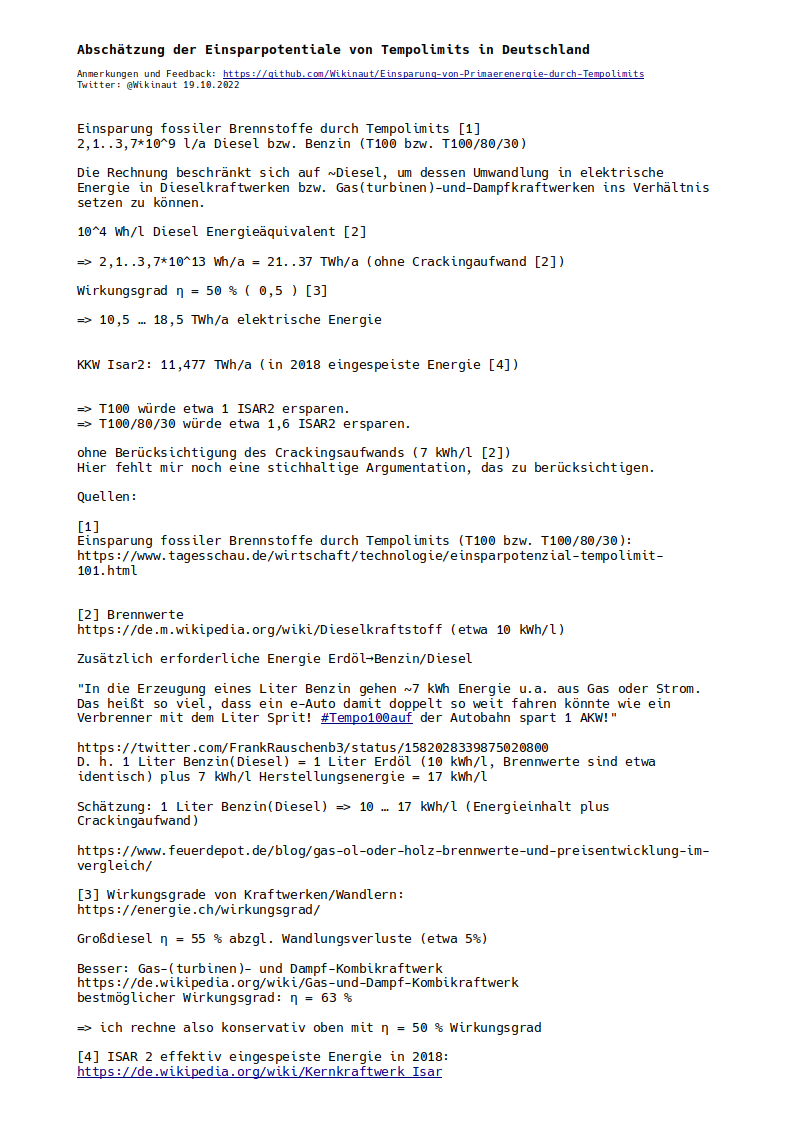 Abschätzung der Einsparpotentiale von Tempolimits in Deutschland
Anmerkungen und Feedback: https://github.com/Wikinaut/Einsparung-von-Primaerenergie-durch-Tempolimits
Twitter: @Wikinaut 19.10.2022
Einsparung fossiler Brennstoffe durch Tempolimits [1]
2,1..3,7*10^9 l/a Diesel bzw. Benzin (T100 bzw. T100/80/30)
Die Rechnung beschränkt sich auf ~Diesel, um dessen Umwandlung in elektrische
Energie in Dieselkraftwerken bzw. Gas(turbinen)-und-Dampfkraftwerken ins Verhältnis
setzen zu können.
10^4 Wh/l Diesel Energieäquivalent [2]
=> 2,1..3,7*10^13 Wh/a = 21..37 TWh/a (ohne Crackingaufwand [2])
Wirkungsgrad η = 50 % ( 0,5 ) [3]
=> 10,5 … 18,5 TWh/a elektrische Energie
KKW Isar2: 11,477 TWh/a (in 2018 eingespeiste Energie [4])
=> T100 würde etwa 1 ISAR2 ersparen.
=> T100/80/30 würde etwa 1,6 ISAR2 ersparen.
ohne Berücksichtigung des Crackingsaufwands (7 kWh/l [2])
Hier fehlt mir noch eine stichhaltige Argumentation, das zu berücksichtigen.
Quellen:
[1]
Einsparung fossiler Brennstoffe durch Tempolimits (T100 bzw. T100/80/30):
https://www.tagesschau.de/wirtschaft/technologie/einsparpotenzial-tempolimit-
101.html
[2] Brennwerte
https://de.m.wikipedia.org/wiki/Dieselkraftstoff (etwa 10 kWh/l)
Zusätzlich erforderliche Energie Erdöl→Benzin/Diesel
"In die Erzeugung eines Liter Benzin gehen ~7 kWh Energie u.a. aus Gas oder Strom.
Das heißt so viel, dass ein e-Auto damit doppelt so weit fahren könnte wie ein
Verbrenner mit dem Liter Sprit! #Tempo100auf der Autobahn spart 1 AKW!"
https://twitter.com/FrankRauschenb3/status/1582028339875020800
D. h. 1 Liter Benzin(Diesel) = 1 Liter Erdöl (10 kWh/l, Brennwerte sind etwa
identisch) plus 7 kWh/l Herstellungsenergie = 17 kWh/l
Schätzung: 1 Liter Benzin(Diesel) => 10 … 17 kWh/l (Energieinhalt plus
Crackingaufwand)
https://www.feuerdepot.de/blog/gas-ol-oder-holz-brennwerte-und-preisentwicklung-im-
vergleich/
[3] Wirkungsgrade von Kraftwerken/Wandlern:
https://energie.ch/wirkungsgrad/
Großdiesel η = 55 % abzgl. Wandlungsverluste (etwa 5%)
Besser: Gas-(turbinen)- und Dampf-Kombikraftwerk
https://de.wikipedia.org/wiki/Gas-und-Dampf-Kombikraftwerk
bestmöglicher Wirkungsgrad: η = 63 %
=> ich rechne also konservativ oben mit η = 50 % Wirkungsgrad
[4] ISAR 2 effektiv eingespeiste Energie in 2018:
https://de.wikipedia.org/wiki/Kernkraftwerk_Isar